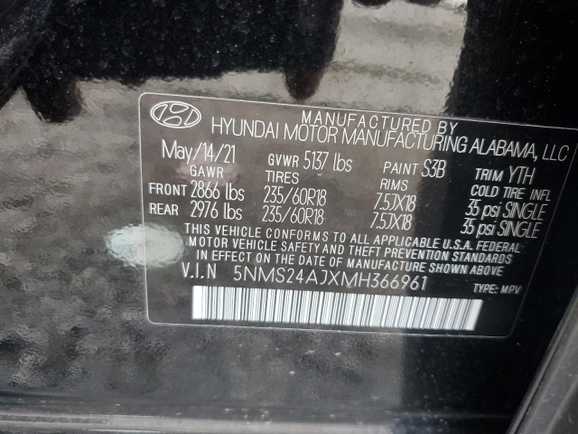 MANUFACTURED BY
HYUNDAI MOTOR MANUFACTURING ALABAMA, LLC
May/14/21 GVWR 5137 lbs PAINT S3B TRIM YTH
GAWR TIRES RIMS COLD TIRE INFL
FRONT 2866 lbs 235/60R18 7.5JX18 35 psi SINGLE
REAR 2976 lbs 235/60R18 7.5JX18 35 psi SINGLE
THIS VEHICLE CONFORMS TO ALL APPLICABLE U.S.A. FEDERAL
MOTOR VEHICLE SAFETY AND THEFT PREVENTION STANDARDS
IN EFFECT ON THE DATE OF MANUFACTURE SHOWN ABOVE.
V.I.N 5NMS24AJXMH366961
TYPE: MPV